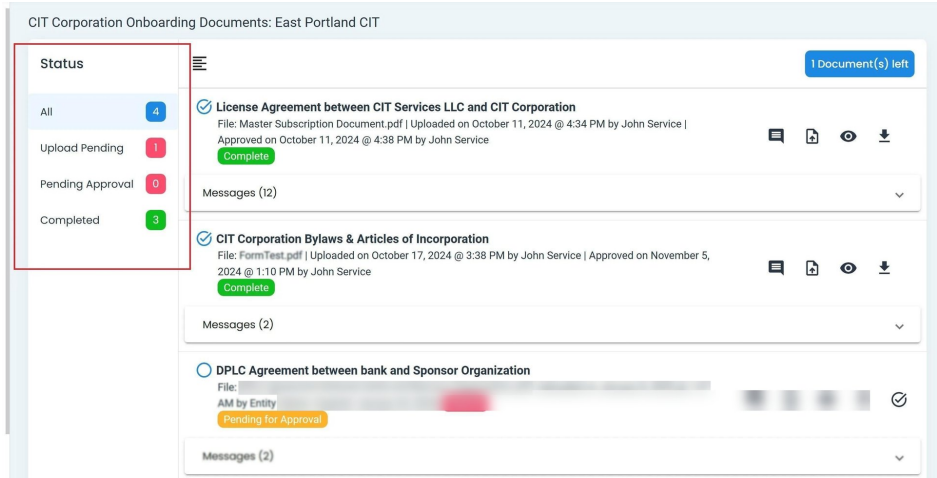 CIT Corporation Onboarding Documents: East Portland CIT
Status
All 4
Upload Pending 1
Pending Approval 0
Completed 3
1 Document(s) left
License Agreement between CIT Services LLC and CIT Corporation
File: Master Subscription Document.pdf | Uploaded on October 11, 2024 @ 4:34 PM by John Service |
Approved on October 11, 2024 @ 4:38 PM by John Service
Complete
Messages (12)
CIT Corporation Bylaws & Articles of Incorporation
File: FormTest.pdf | Uploaded on October 17, 2024 @ 3:38 PM by John Service | Approved on November 5,
2024 @ 1:10 PM by John Service
Complete
Messages (2)
DPLC Agreement between bank and Sponsor Organization
File:
AM by Entity
Pending for Approval
Messages (2)